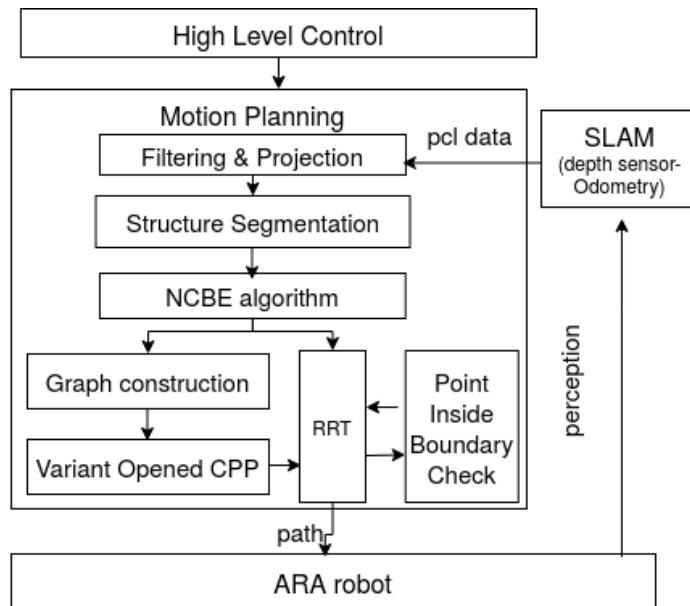 High Level Control
Motion Planning
Filtering & Projection
pcl data
SLAM
(depth sensor-
Odometry)
Structure Segmentation
NCBE algorithm
Graph construction
Variant Opened CPP
RRT
Point
Inside
Boundary
Check
perception
path
ARA robot